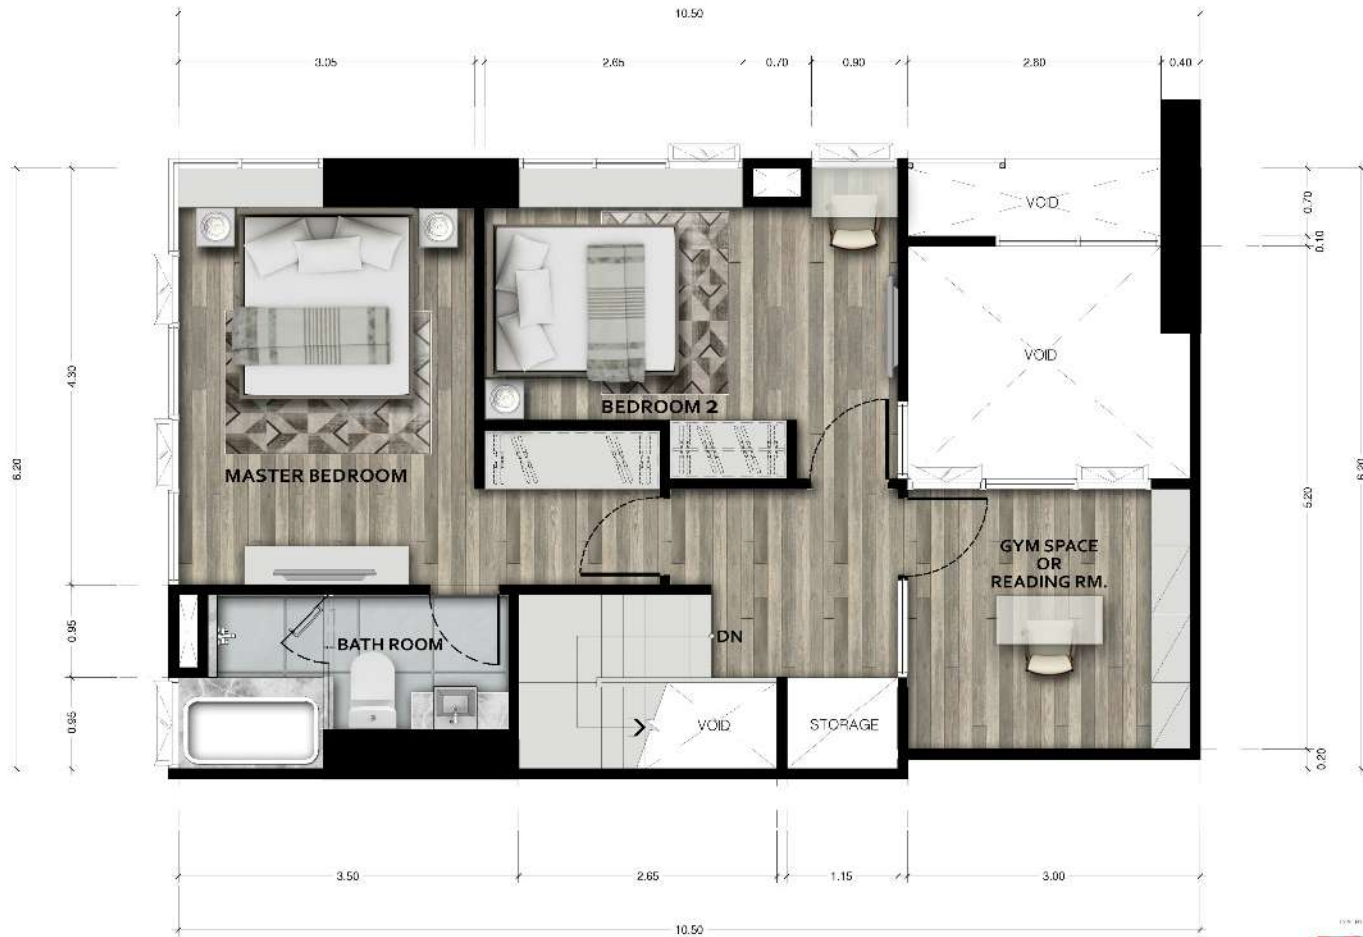 10.50
3.05
2.65
0.70
0.90
2.80
0.40
VOID
0.70
0.10
VOID
4.30
6.20
5.20
6.20
BEDROOM 2
MASTER BEDROOM
GYM SPACE
OR
READING RM.
0.95
BATH ROOM
DN
0.95
VOID
STORAGE
0.20
3.50
2.65
1.15
3.00
10.50